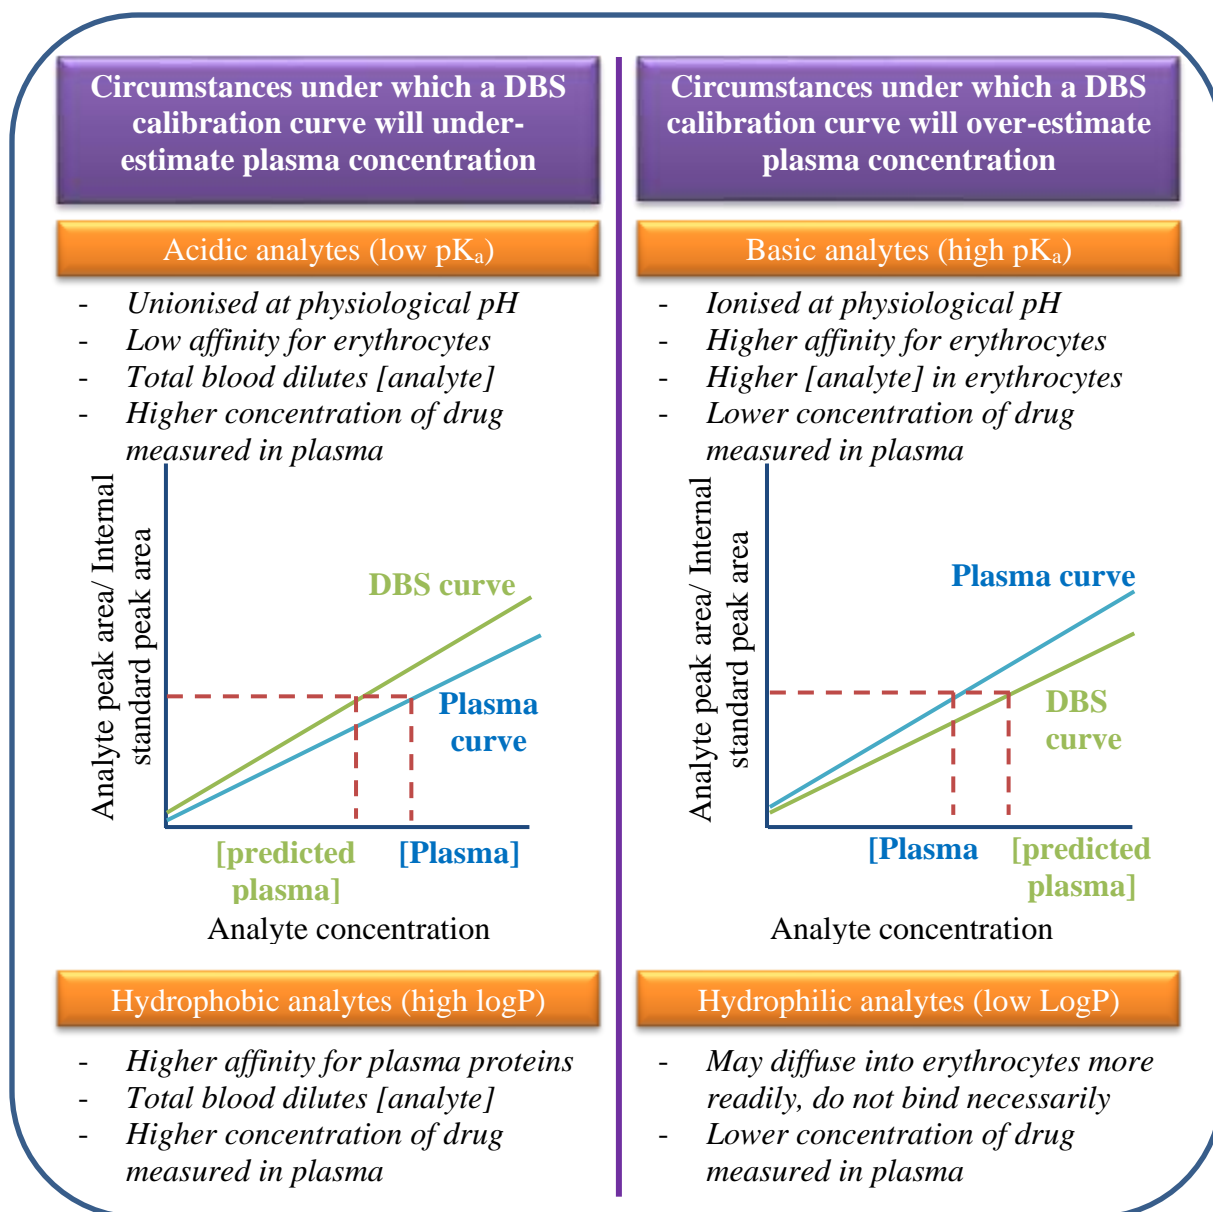 Circumstances under which a DBS
calibration curve will under-
estimate plasma concentration
Acidic analytes (low pKₐ)
- Unionised at physiological pH
- Low affinity for erythrocytes
- Total blood dilutes [analyte]
- Higher concentration of drug
measured in plasma
Analyte peak area/ Internal
standard peak area
DBS curve
Plasma
curve
[predicted
plasma]
[Plasma]
Analyte concentration
Hydrophobic analytes (high logP)
- Higher affinity for plasma proteins
- Total blood dilutes [analyte]
- Higher concentration of drug
measured in plasma
Circumstances under which a DBS
calibration curve will over-estimate
plasma concentration
Basic analytes (high pKₐ)
- Ionised at physiological pH
- Higher affinity for erythrocytes
- Higher [analyte] in erythrocytes
- Lower concentration of drug
measured in plasma
Analyte peak area/ Internal
standard peak area
Plasma curve
DBS
curve
[Plasma
[predicted
plasma]
Analyte concentration
Hydrophilic analytes (low LogP)
- May diffuse into erythrocytes more
readily, do not bind necessarily
- Lower concentration of drug
measured in plasma